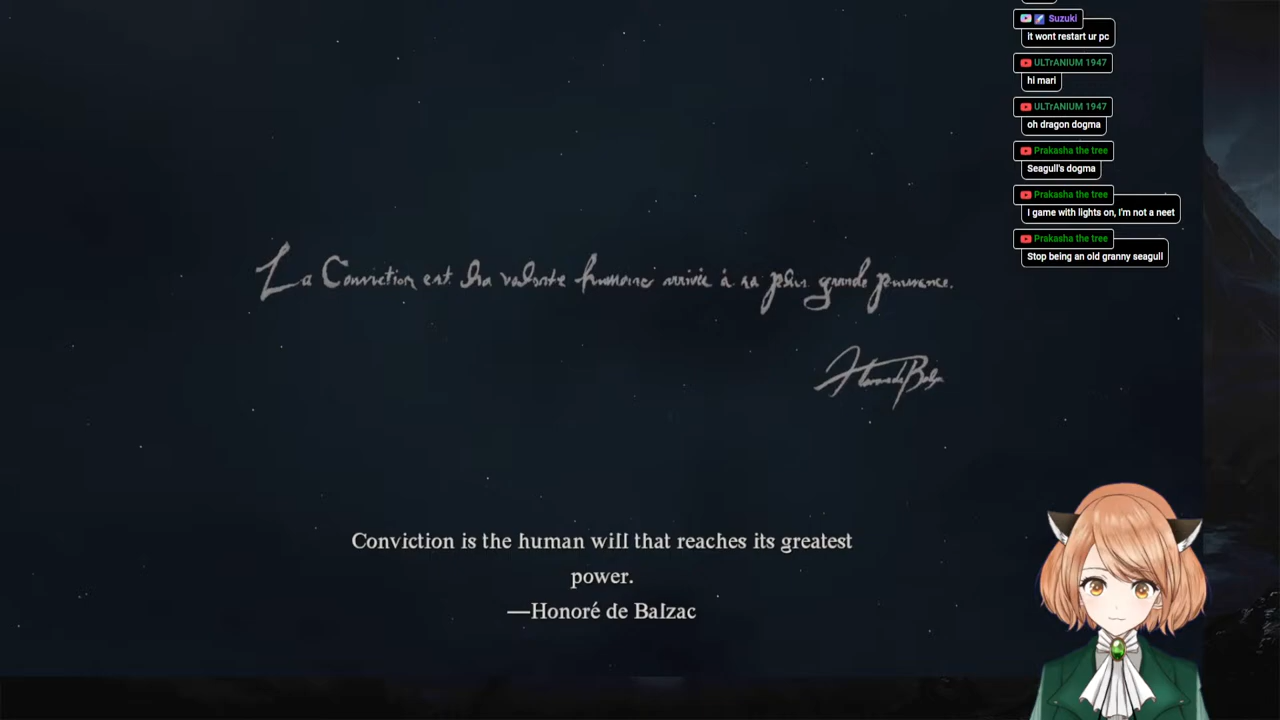 Suzuki
It wont restart ur pc
ULTrANIUM 1947
hi mari
ULTrANIUM 1947
oh dragon dogma
Prakasha the tree
Seagull's dogma
Prakasha the tree
I game with lights on, I'm not a neet
Prakasha the tree
Stop being an old granny seagull
La Conviction est la volonté humaine arrivée à sa plus grande puissance.
Conviction is the human will that reaches its greatest
power.
—Honoré de Balzac